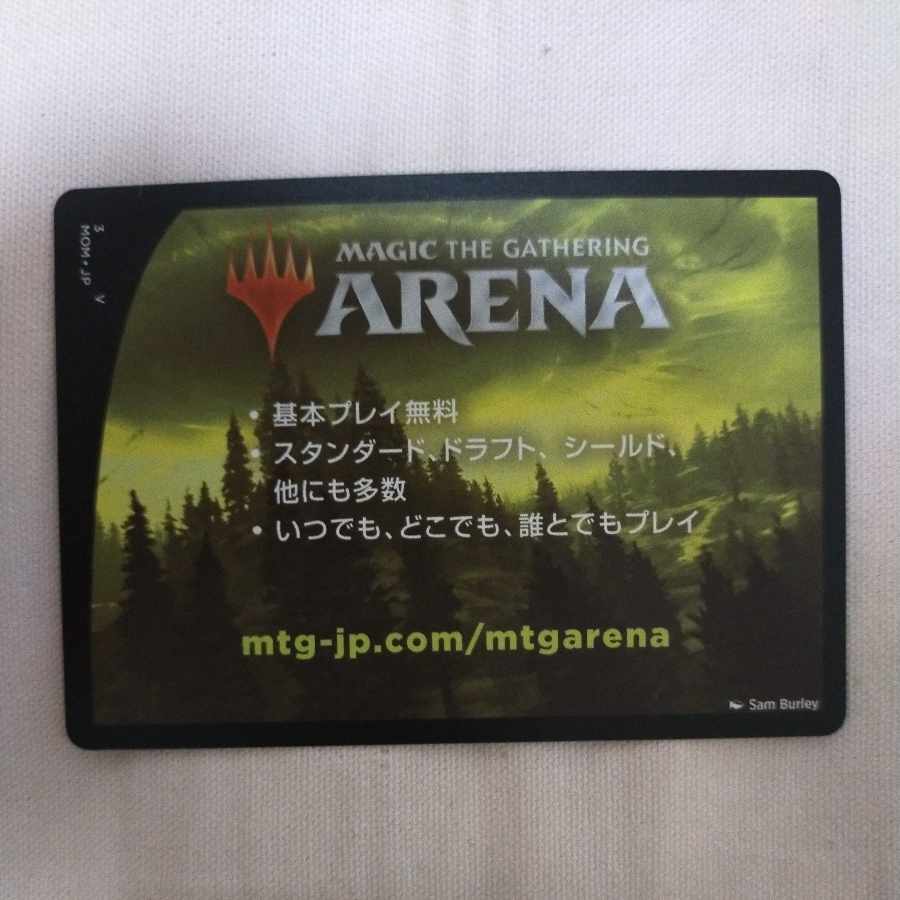 MAGIC THE GATHERING
ARENA
• 基本プレイ無料
• スタンダード、ドラフト、シールド、
他にも多数
• いつでも、どこでも、誰とでもプレイ
mtg-jp.com/mtgarena
Sam Burley
3 V
MOM • JP